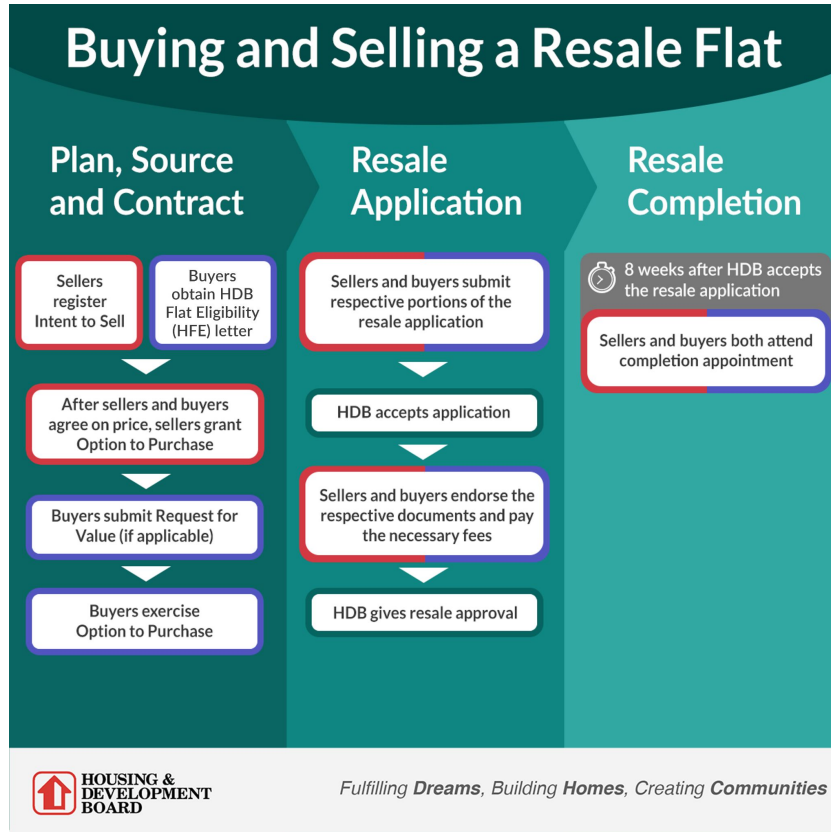 Buying and Selling a Resale Flat
Plan, Source
and Contract
Sellers
register
Intent to Sell
Buyers
obtain HDB
Flat Eligibility
(HFE) letter
After sellers and buyers
agree on price, sellers grant
Option to Purchase
Buyers submit Request for
Value (if applicable)
Buyers exercise
Option to Purchase
Resale
Application
Sellers and buyers submit
respective portions of the
resale application
HDB accepts application
Sellers and buyers endorse the
respective documents and pay
the necessary fees
HDB gives resale approval
Resale
Completion
8 weeks after HDB accepts
the resale application
Sellers and buyers both attend
completion appointment
HOUSING &
DEVELOPMENT
BOARD
Fulfilling Dreams, Building Homes, Creating Communities